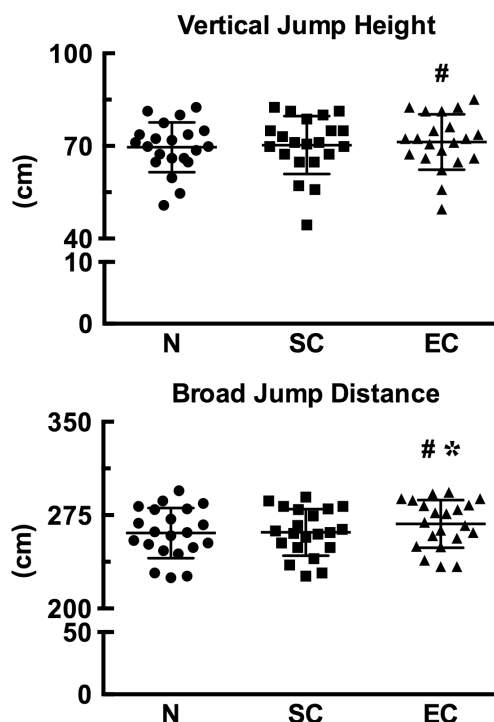 Vertical Jump Height
100
#
70
(cm)
40
10
0
N SC EC
Broad Jump Distance
350
# *
275
(cm)
200
50
0
N SC EC